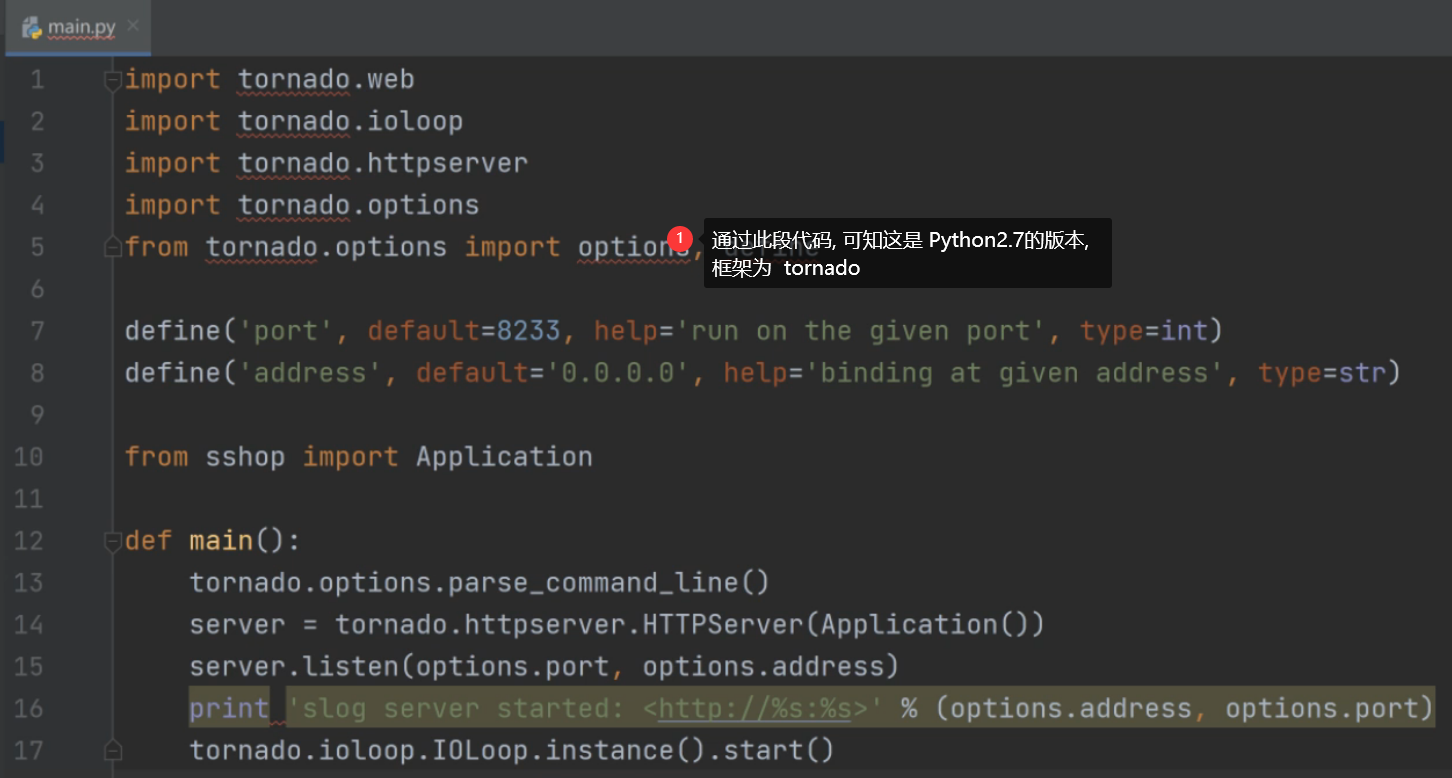 main.py
1 import tornado.web
2 import tornado.ioloop
3 import tornado.httpserver
4 import tornado.options
5 from tornado.options import options, define
1
通过此段代码, 可知这是 Python2.7的版本,
框架为 tornado
6
7 define('port', default=8233, help='run on the given port', type=int)
8 define('address', default='0.0.0.0', help='binding at given address', type=str)
9
10 from sshop import Application
11
12 def main():
13 tornado.options.parse_command_line()
14 server = tornado.httpserver.HTTPServer(Application())
15 server.listen(options.port, options.address)
16 print 'slog server started: <http://%s:%s>' % (options.address, options.port)
17 tornado.ioloop.IOLoop.instance().start()